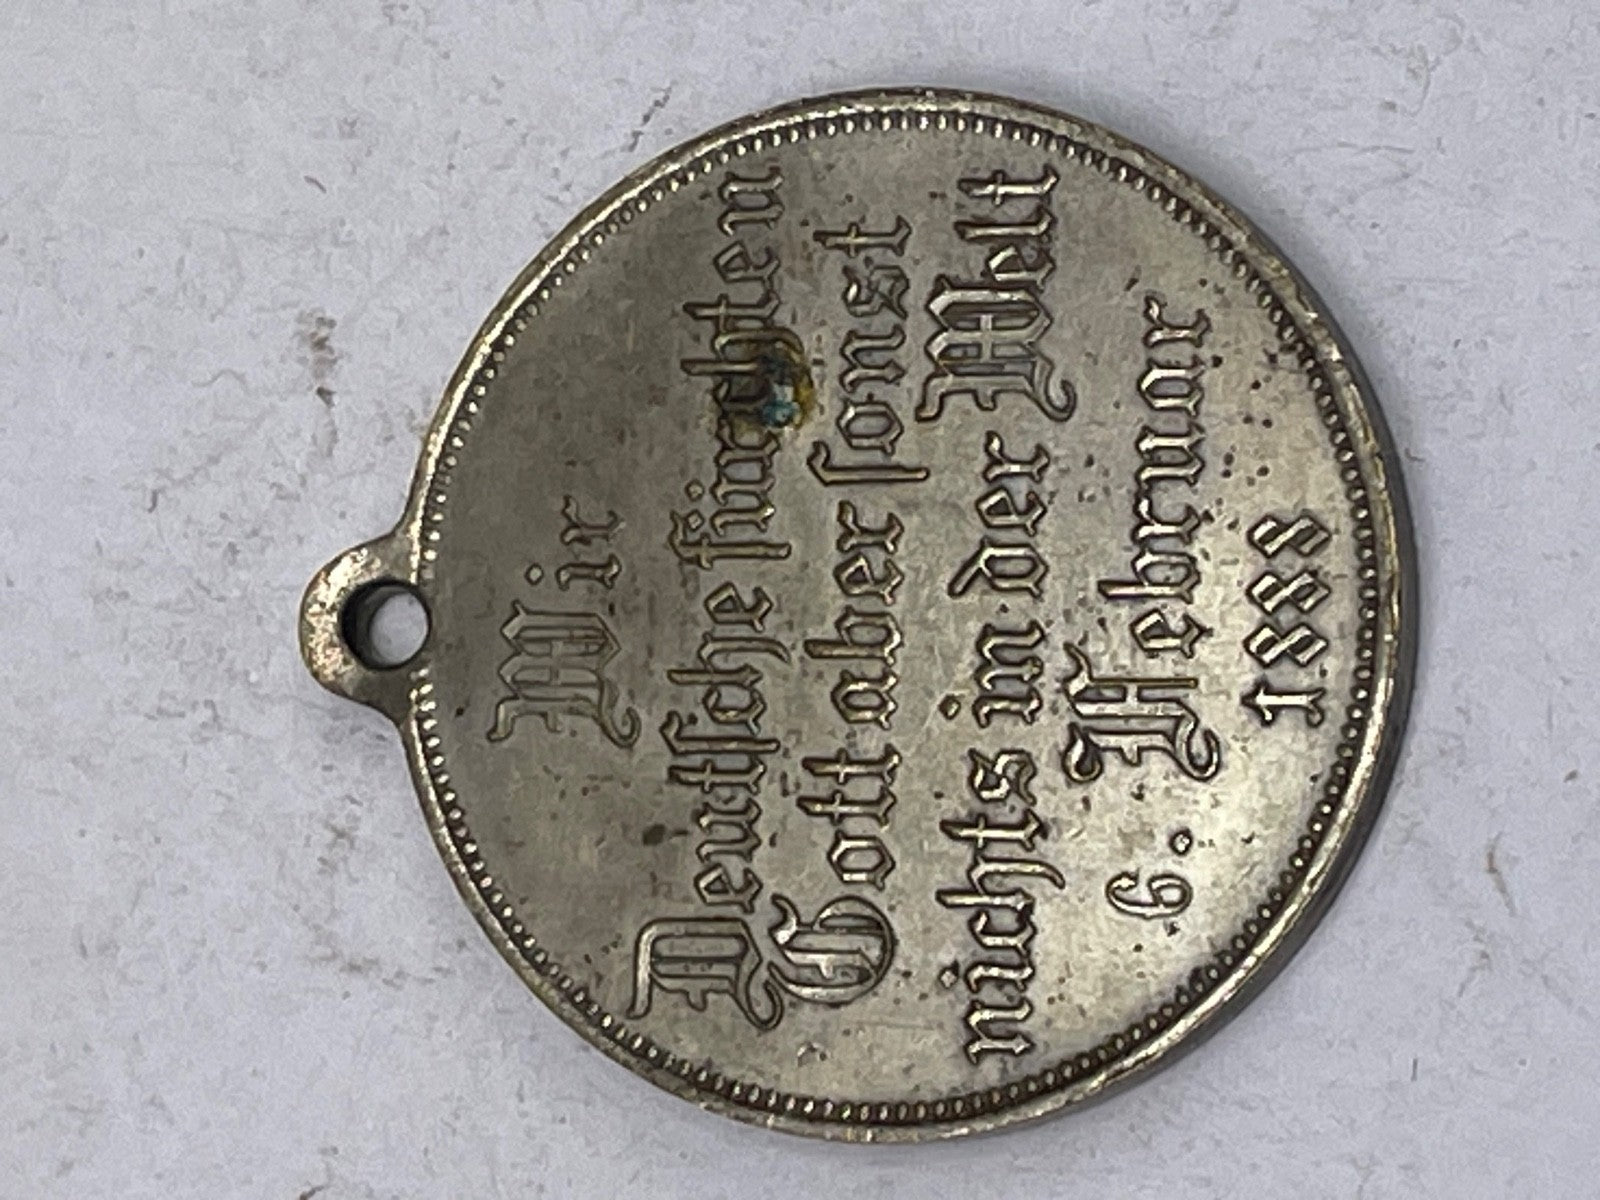 Wir
Deutsche fürchten
Gott aber sonst
nichts in der Welt
6. Februar
1888